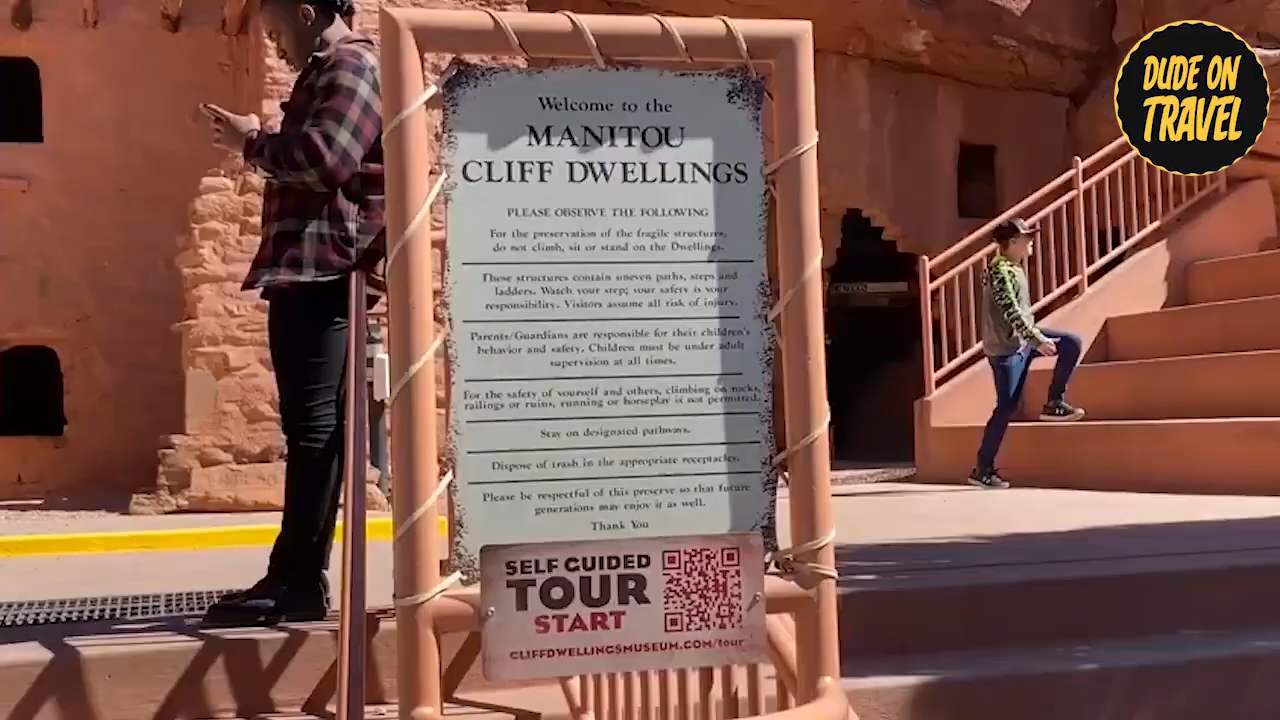 DUDE ON
TRAVEL
Welcome to the
MANITOU
CLIFF DWELLINGS
PLEASE OBSERVE THE FOLLOWING
For the preservation of the fragile structures,
do not climb, sit or stand on the Dwellings.
These structures contain uneven paths, steps and
ladders. Watch your step; your safety is your
responsibility. Visitors assume all risk of injury.
Parents/Guardians are responsible for their children's
behavior and safety. Children must be under adult
supervision at all times.
For the safety of yourself and others, climbing on rocks,
railings or ruins, running or horseplay is not permitted.
Stay on designated pathways.
Dispose of trash in the appropriate receptacles.
Please be respectful of this preserve so that future
generations may enjoy it as well.
Thank You
SELF GUIDED
TOUR
START
CLIFFDWELLINGSMUSEUM.COM/tour